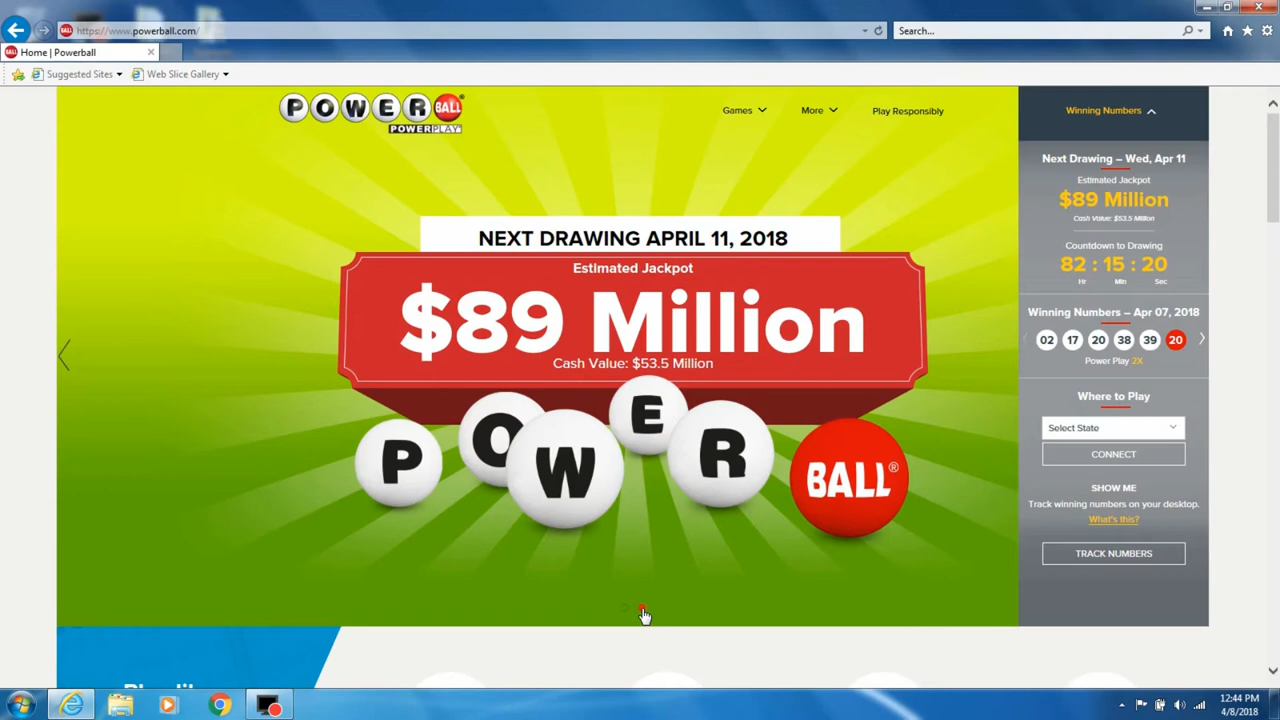 https://www.powerball.com/
Search...
Home | Powerball
Suggested Sites
Web Slice Gallery
POWER BALL®
POWERPLAY
Games
More
Play Responsibly
NEXT DRAWING APRIL 11, 2018
Estimated Jackpot
$89 Million
Cash Value: $53.5 Million
POWER BALL®
Winning Numbers
Next Drawing – Wed, Apr 11
Estimated Jackpot
$89 Million
Cash Value: $53.5 Million
Countdown to Drawing
82 : 15 : 20
Hr Min Sec
Winning Numbers – Apr 07, 2018
02 17 20 38 39 20
Power Play 2X
Where to Play
Select State
CONNECT
SHOW ME
Track winning numbers on your desktop.
What's this?
TRACK NUMBERS
12:44 PM
4/8/2018